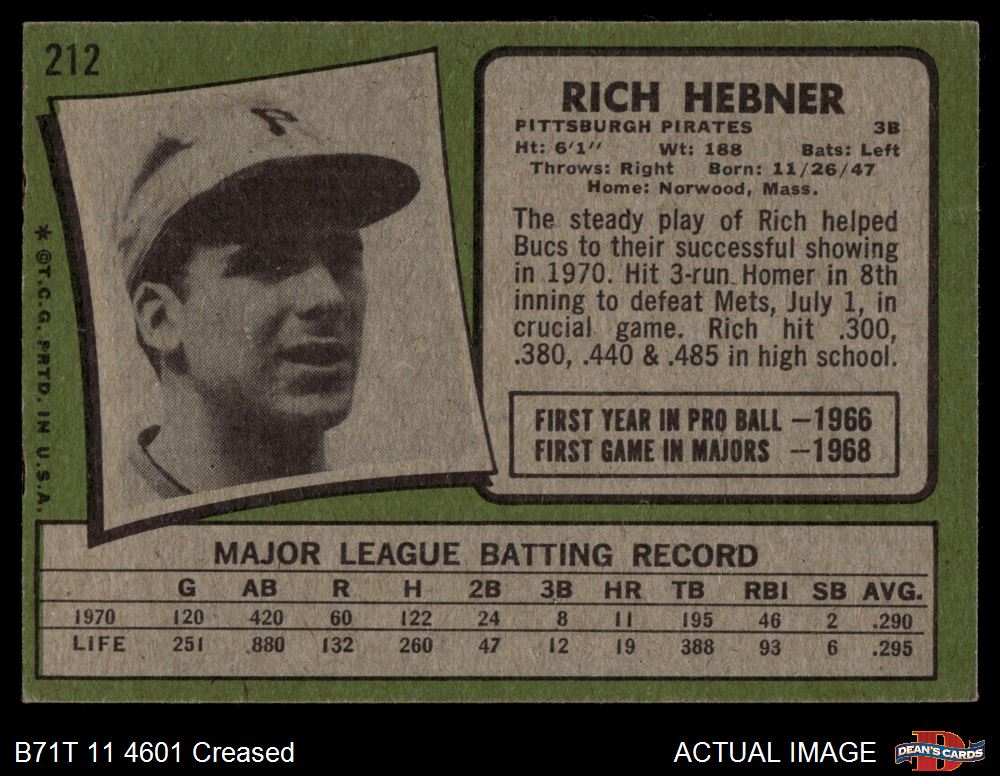 212
P
* ©T.C.G. PRTD. IN U.S.A.
RICH HEBNER
PITTSBURGH PIRATES 3B
Ht: 6'1" Wt: 188 Bats: Left
Throws: Right Born: 11/26/47
Home: Norwood, Mass.
The steady play of Rich helped
Bucs to their successful showing
in 1970. Hit 3-run Homer in 8th
inning to defeat Mets, July 1, in
crucial game. Rich hit .300,
.380, .440 & .485 in high school.
FIRST YEAR IN PRO BALL —1966
FIRST GAME IN MAJORS —1968
MAJOR LEAGUE BATTING RECORD
G AB R H 2B 3B HR TB RBI SB AVG.
1970 120 420 60 122 24 8 11 195 46 2 .290
LIFE 251 880 132 260 47 12 19 388 93 6 .295
B71T 11 4601 Creased ACTUAL IMAGE
D
DEAN'S CARDS